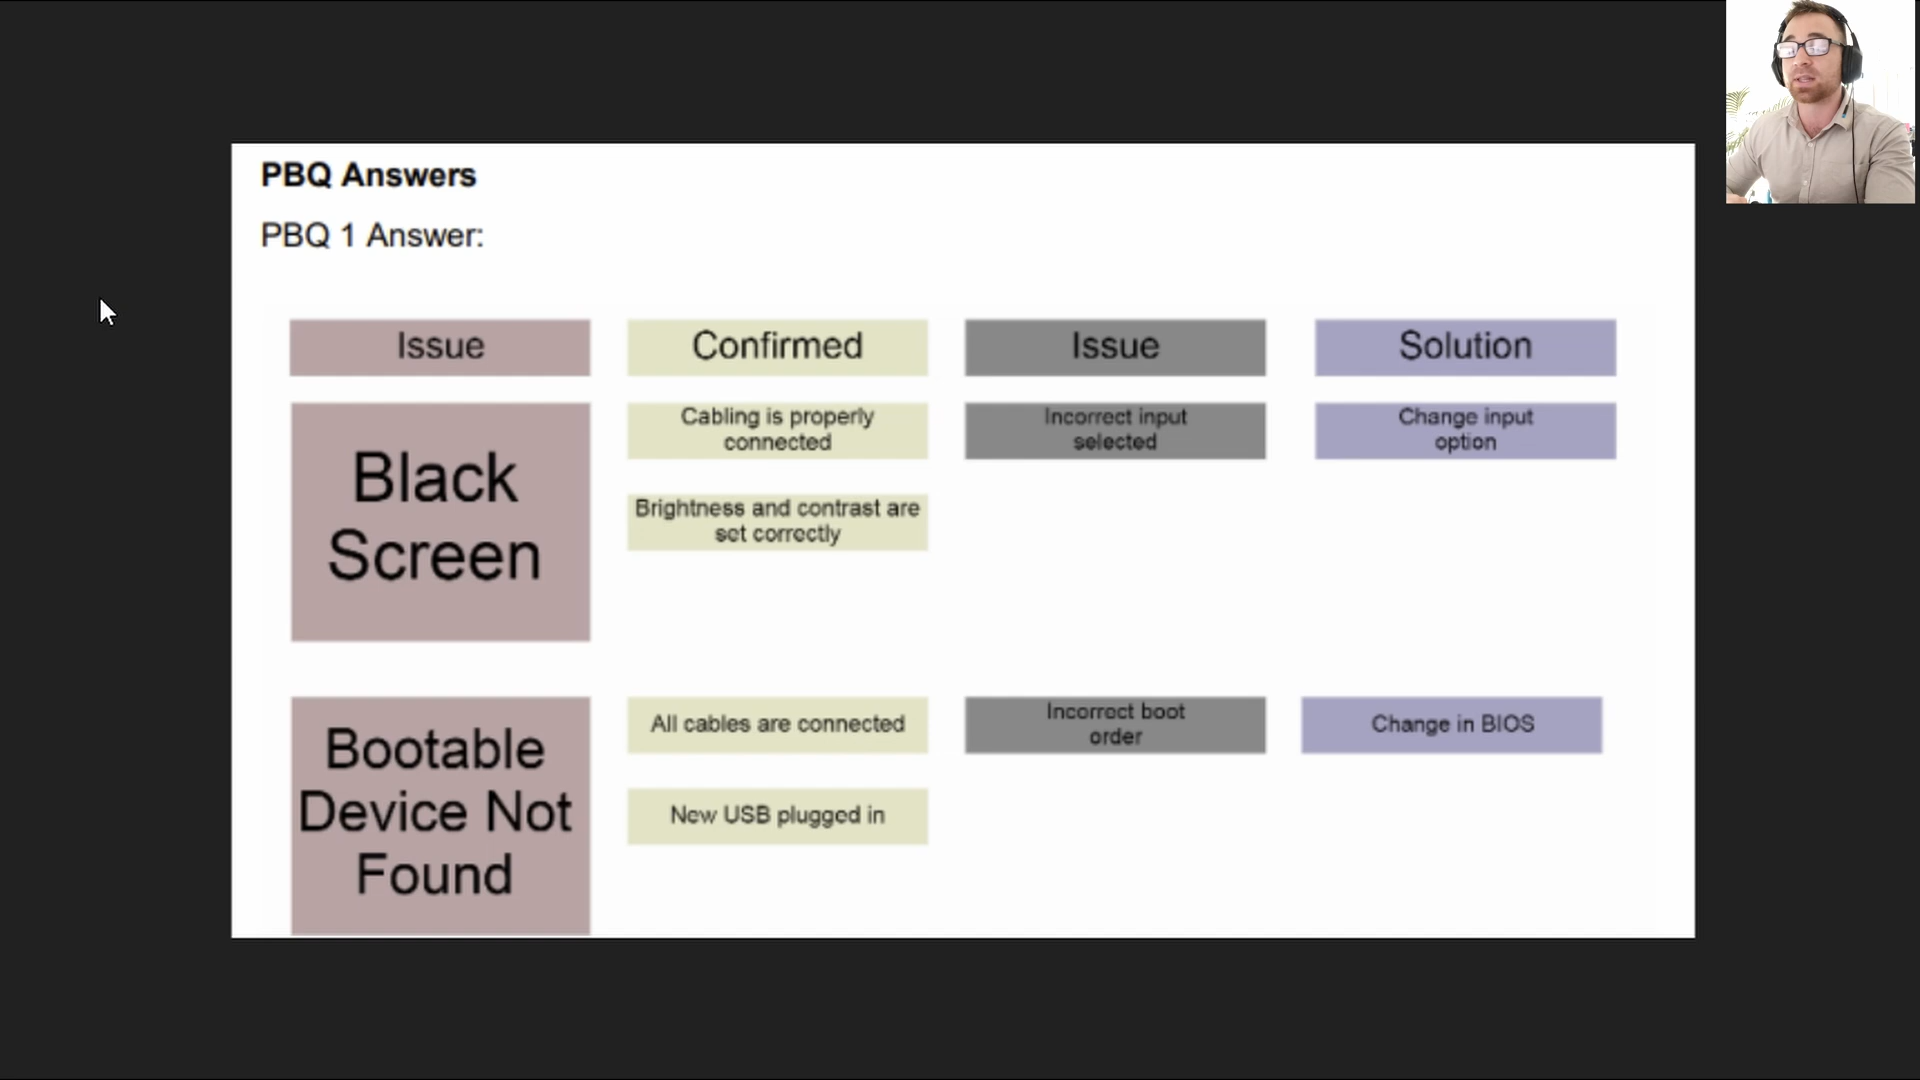 PBQ Answers
PBQ 1 Answer:
Issue
Confirmed
Issue
Solution
Black
Screen
Cabling is properly
connected
Incorrect input
selected
Change input
option
Brightness and contrast are
set correctly
Bootable
Device Not
Found
All cables are connected
Incorrect boot
order
Change in BIOS
New USB plugged in